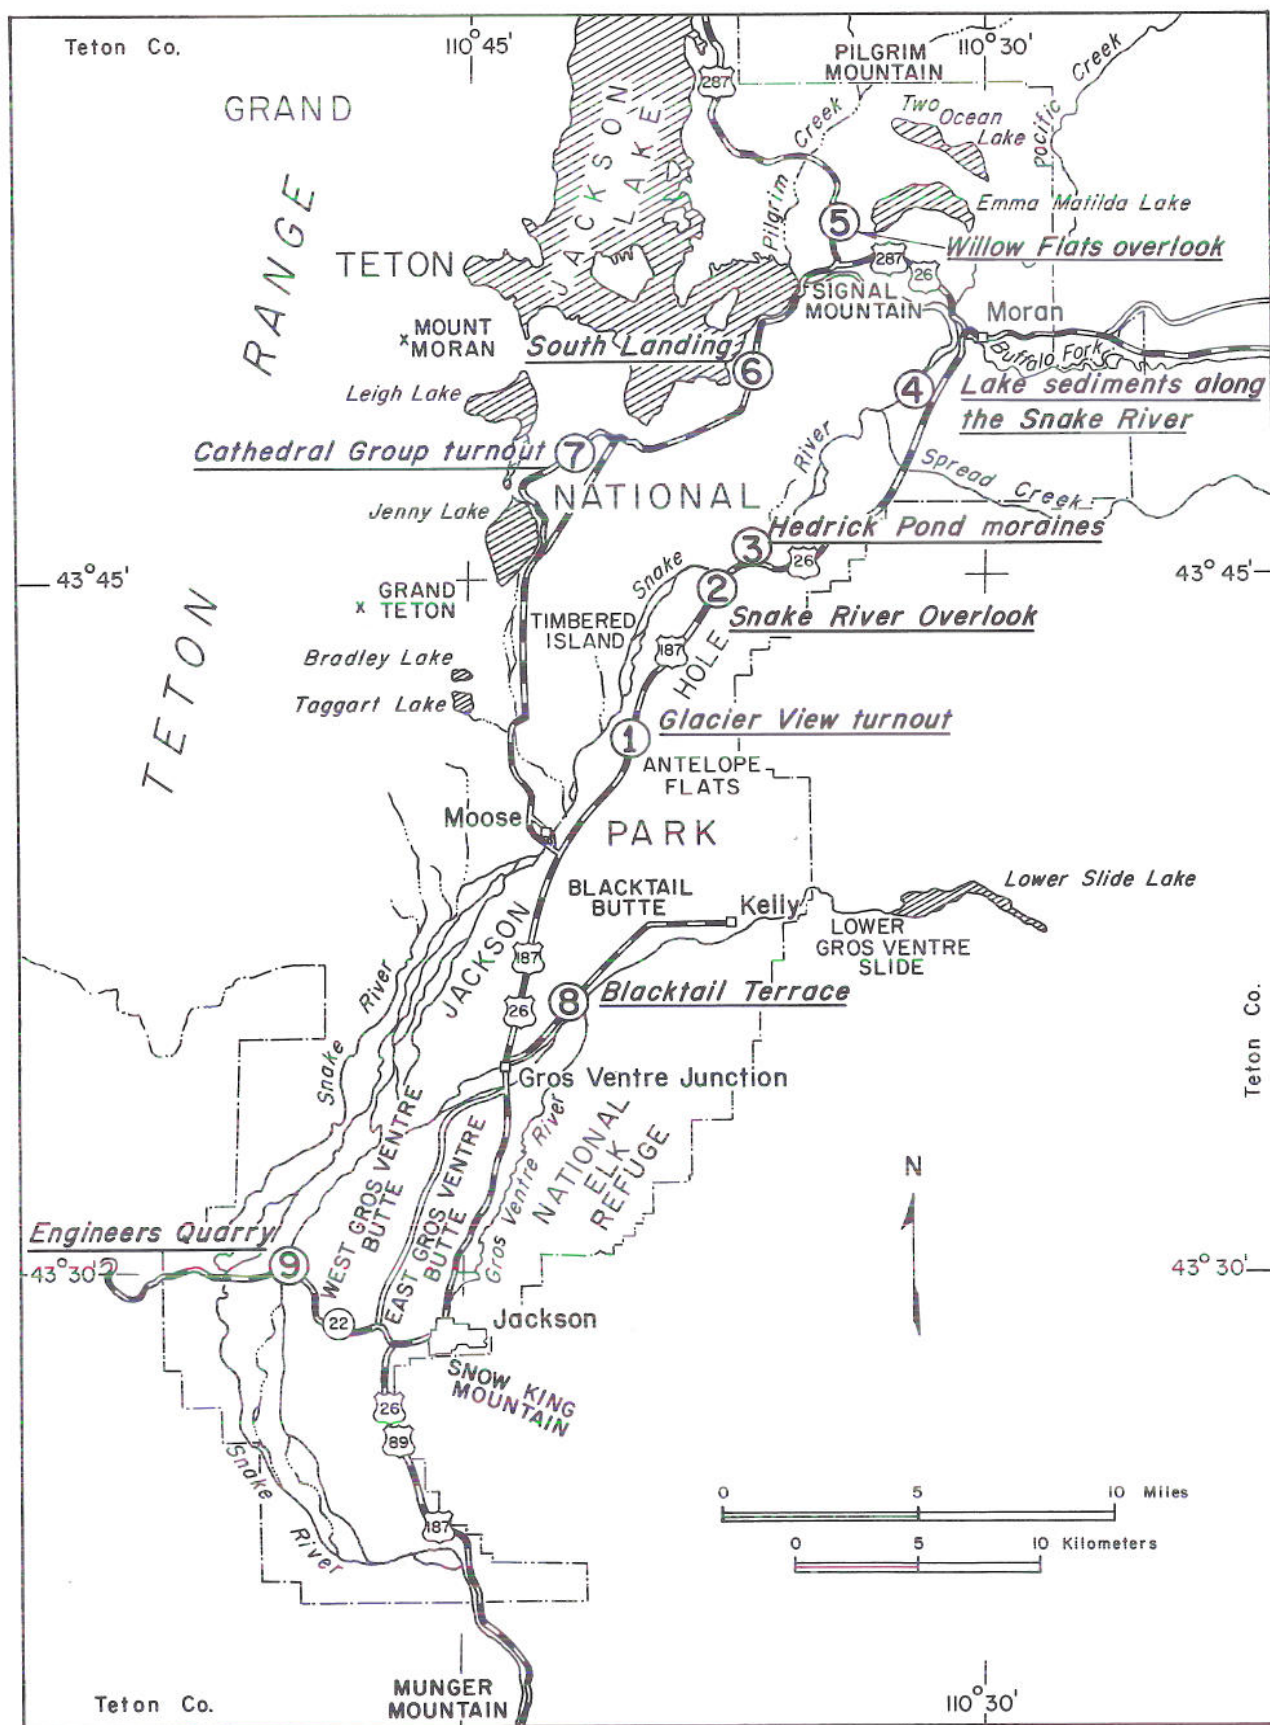 Teton Co.
110°45'
110°30'
GRAND
287
PILGRIM
MOUNTAIN
Creek
Pacific
Creek
Two
Ocean
Lake
JACKSON
LAKE
Pilgrim
Emma Matilda Lake
5
Willow Flats overlook
RANGE
TETON
287
26
SIGNAL
MOUNTAIN
Moran
MOUNT
MORAN
South Landing
Buffalo Fork
6
4
Lake sediments along
the Snake River
Leigh Lake
River
Cathedral Group turnout
7
Spread Creek
NATIONAL
Jenny Lake
3
Hedrick Pond moraines
26
43°45'
43°45'
Snake
2
GRAND
TETON
Snake River Overlook
TIMBERED
ISLAND
187
HOLE
Bradley Lake
Taggart Lake
TETON
Glacier View turnout
1
ANTELOPE
FLATS
Moose
PARK
BLACKTAIL
BUTTE
Kelly
Lower Slide Lake
LOWER
GROS VENTRE
SLIDE
JACKSON
187
River
26
8
Blacktail Terrace
Snake
Teton Co.
Gros Ventre Junction
WEST GROS VENTRE
BUTTE
EAST GROS VENTRE
BUTTE
Gros Ventre River
NATIONAL
ELK
REFUGE
N
Engineers Quarry
9
43°30'
43°30'
22
Jackson
SNOW KING
MOUNTAIN
26
89
Snake
River
187
0 5 10 Miles
0 5 10 Kilometers
MUNGER
MOUNTAIN
Teton Co.
110°30'